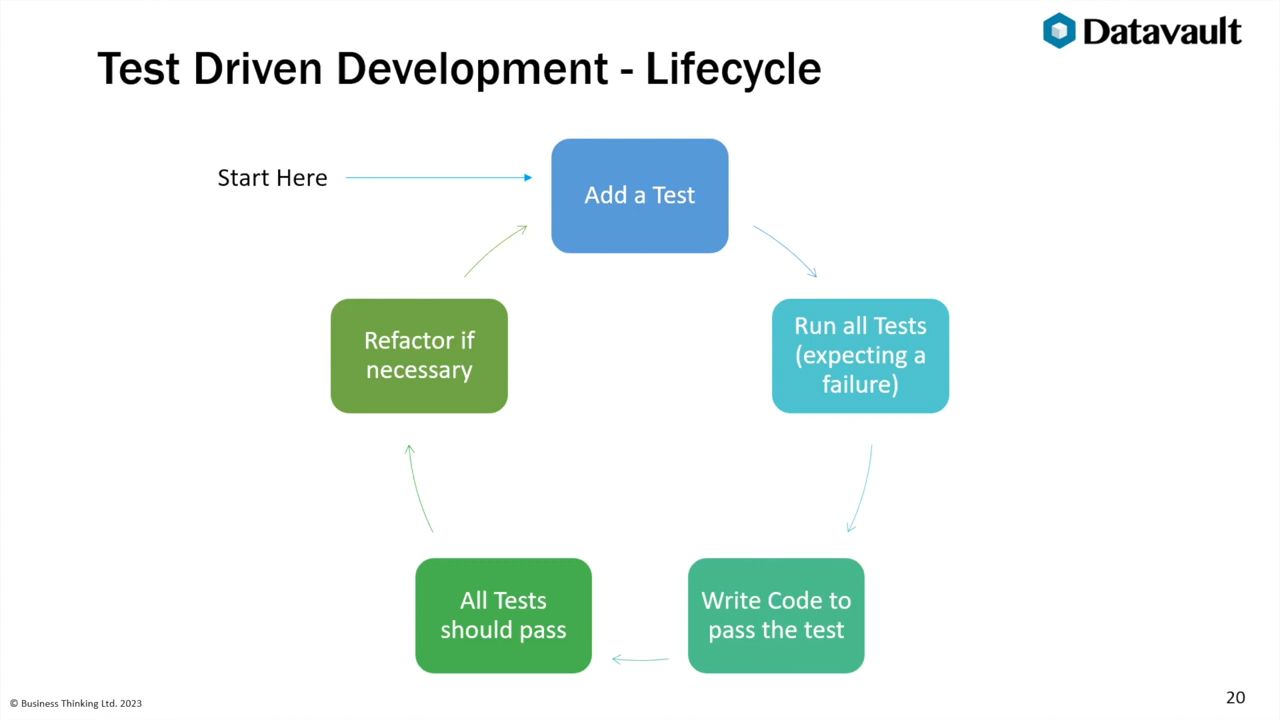 Datavault
Test Driven Development - Lifecycle
Start Here
Add a Test
Run all Tests
(expecting a
failure)
Write Code to
pass the test
All Tests
should pass
Refactor if
necessary
© Business Thinking Ltd. 2023
20